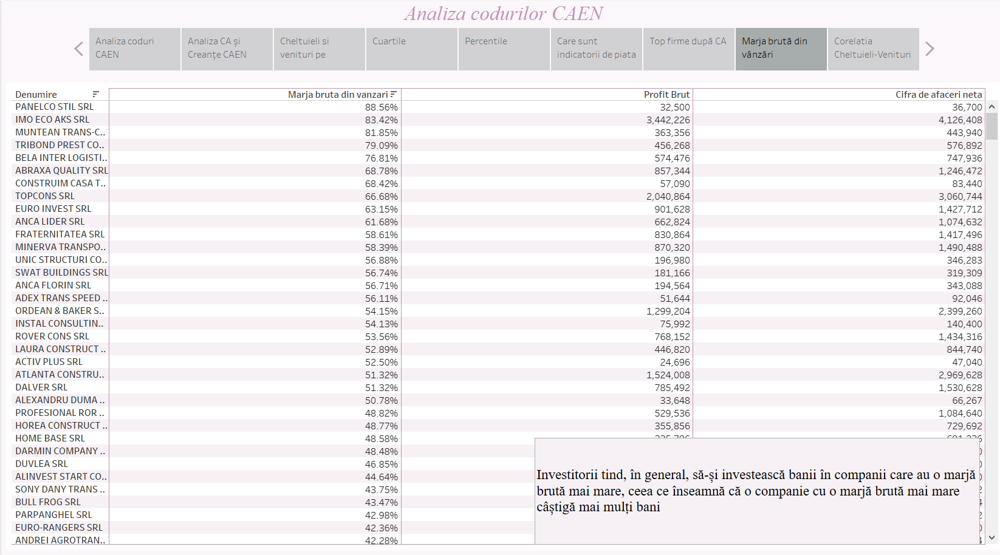 Analiza codurilor CAEN
Analiza coduri CAEN
Analiza CA și Creanțe CAEN
Cheltuieli si venituri pe
Cuartile
Percentile
Care sunt indicatorii de piata
Top firme după CA
Marja brută din vânzări
Corelatia Cheltuieli-Venituri
Denumire Marja bruta din vanzari Profit Brut Cifra de afaceri neta
PANELCO STIL SRL 88.56% 32,500 36,700
IMO ECO AKS SRL 83.42% 3,442,226 4,126,408
MUNTEAN TRANS-C.. 81.85% 363,356 443,940
TRIBOND PREST CO.. 79.09% 456,268 576,892
BELA INTER LOGISTI.. 76.81% 574,476 747,936
ABRAXA QUALITY SRL 68.78% 857,344 1,246,472
CONSTRUIM CASA T.. 68.42% 57,090 83,440
TOPCONS SRL 66.68% 2,040,864 3,060,744
EURO INVEST SRL 63.15% 901,628 1,427,712
ANCA LIDER SRL 61.68% 662,824 1,074,632
FRATERNITATEA SRL 58.61% 830,864 1,417,496
MINERVA TRANSPO.. 58.39% 870,320 1,490,488
UNIC STRUCTURI CO.. 56.88% 196,980 346,283
SWAT BUILDINGS SRL 56.74% 181,166 319,309
ANCA FLORIN SRL 56.71% 194,564 343,088
ADEX TRANS SPEED .. 56.11% 51,644 92,046
ORDEAN & BAKER S.. 54.15% 1,299,204 2,399,260
INSTAL CONSULTIN.. 54.13% 75,992 140,400
ROVER CONS SRL 53.56% 768,152 1,434,316
LAURA CONSTRUCT .. 52.89% 446,820 844,740
ACTIV PLUS SRL 52.50% 24,696 47,040
ATLANTA CONSTRU.. 51.32% 1,524,008 2,969,628
DALVER SRL 51.32% 785,492 1,530,628
ALEXANDRU DUMA .. 50.78% 33,648 66,267
PROFESIONAL ROR .. 48.82% 529,536 1,084,640
HOREA CONSTRUCT .. 48.77% 355,856 729,692
HOME BASE SRL 48.58%
DARMIN COMPANY .. 48.48%
DUVLEA SRL 46.85%
ALINVEST START CO.. 44.64%
SONY DANY TRANS .. 43.75%
BULL FROG SRL 43.47%
PARPANGHEL SRL 42.98%
EURO-RANGERS SRL 42.36%
ANDREI AGROTRAN.. 42.28%
Investitorii tind, în general, să-și investească banii în companii care au o marjă
brută mai mare, ceea ce înseamnă că o companie cu o marjă brută mai mare
câștigă mai mulți bani